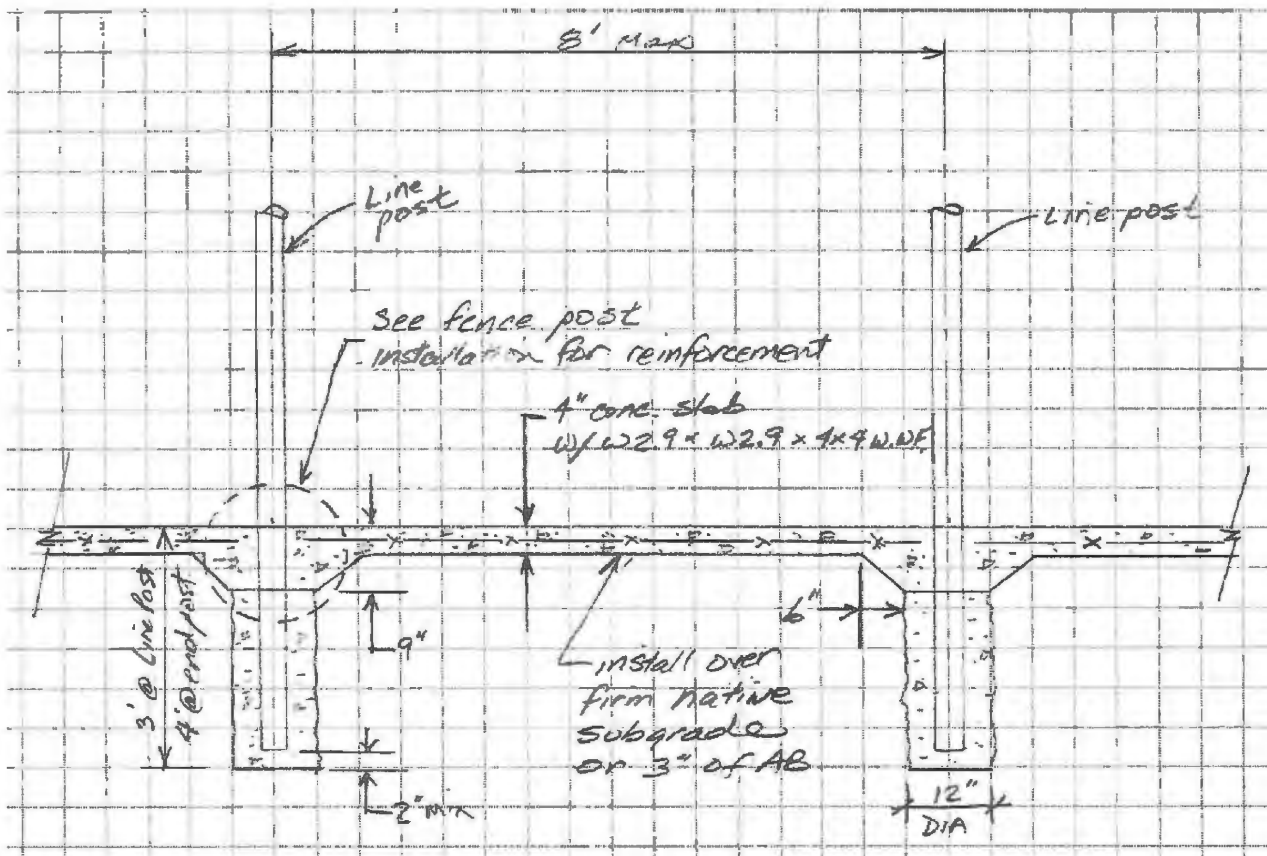 8' Max
Line
post
Line post
See fence post
installation for reinforcement
4" conc. slab
W/ W2.9 x W2.9 x 4x4 W.WF.
3' @ Line Post
4' @ end post
9"
6"
install over
firm native
subgrade
or 3" of AB
2" min
12"
DIA